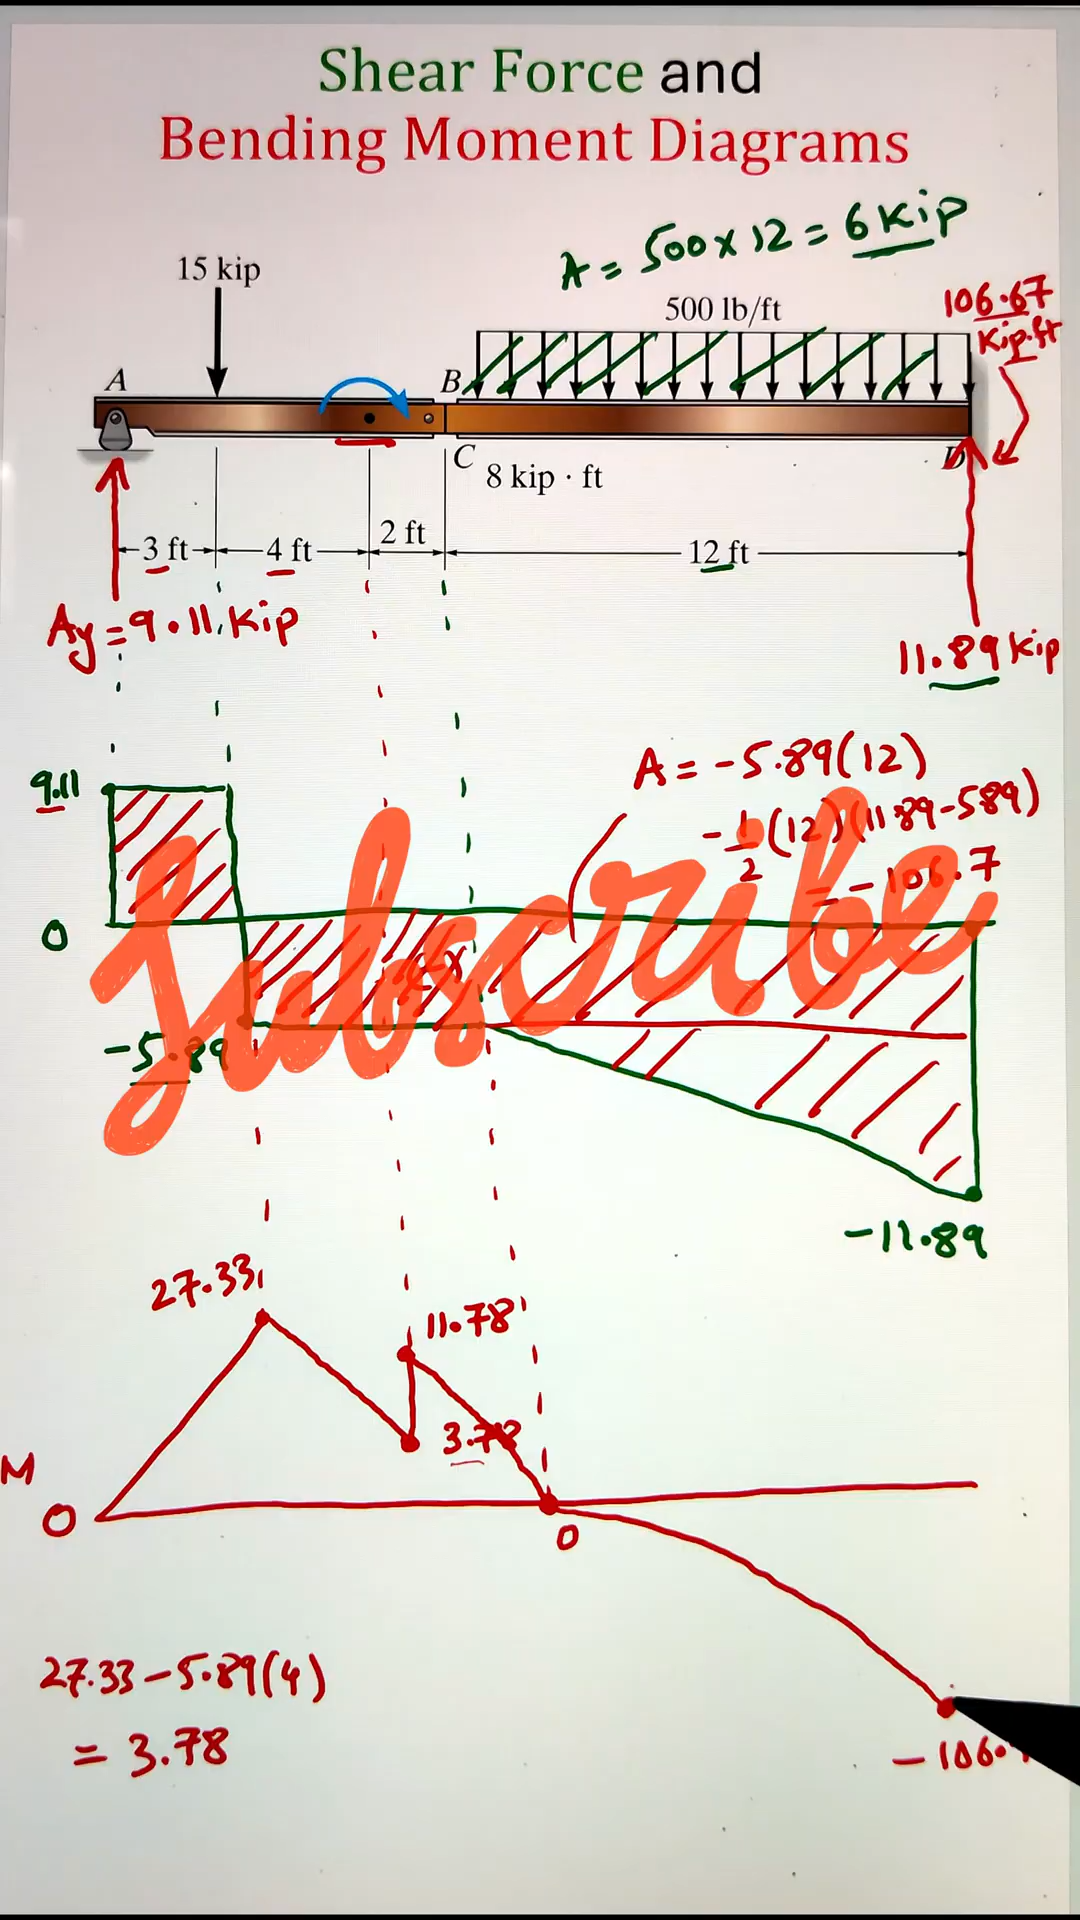 Shear Force and
Bending Moment Diagrams
A = 500 x 12 = 6 Kip
15 kip
500 lb/ft
106.67
Kip.ft
A
B
C
8 kip · ft
D
3 ft
4 ft
2 ft
12 ft
Ay = 9.11 Kip
11.89 Kip
9.11
A = -5.89(12)
-1/2 (12)(11.89-5.89)
= -106.7
0
Subscribe
-5.89
-11.89
27.33
11.78
3.78
M
0
0
27.33-5.89(4)
= 3.78
-106.